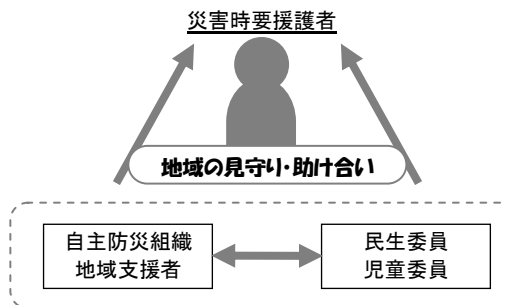 災害時要援護者
地域の見守り・助け合い
自主防災組織
地域支援者
民生委員
児童委員